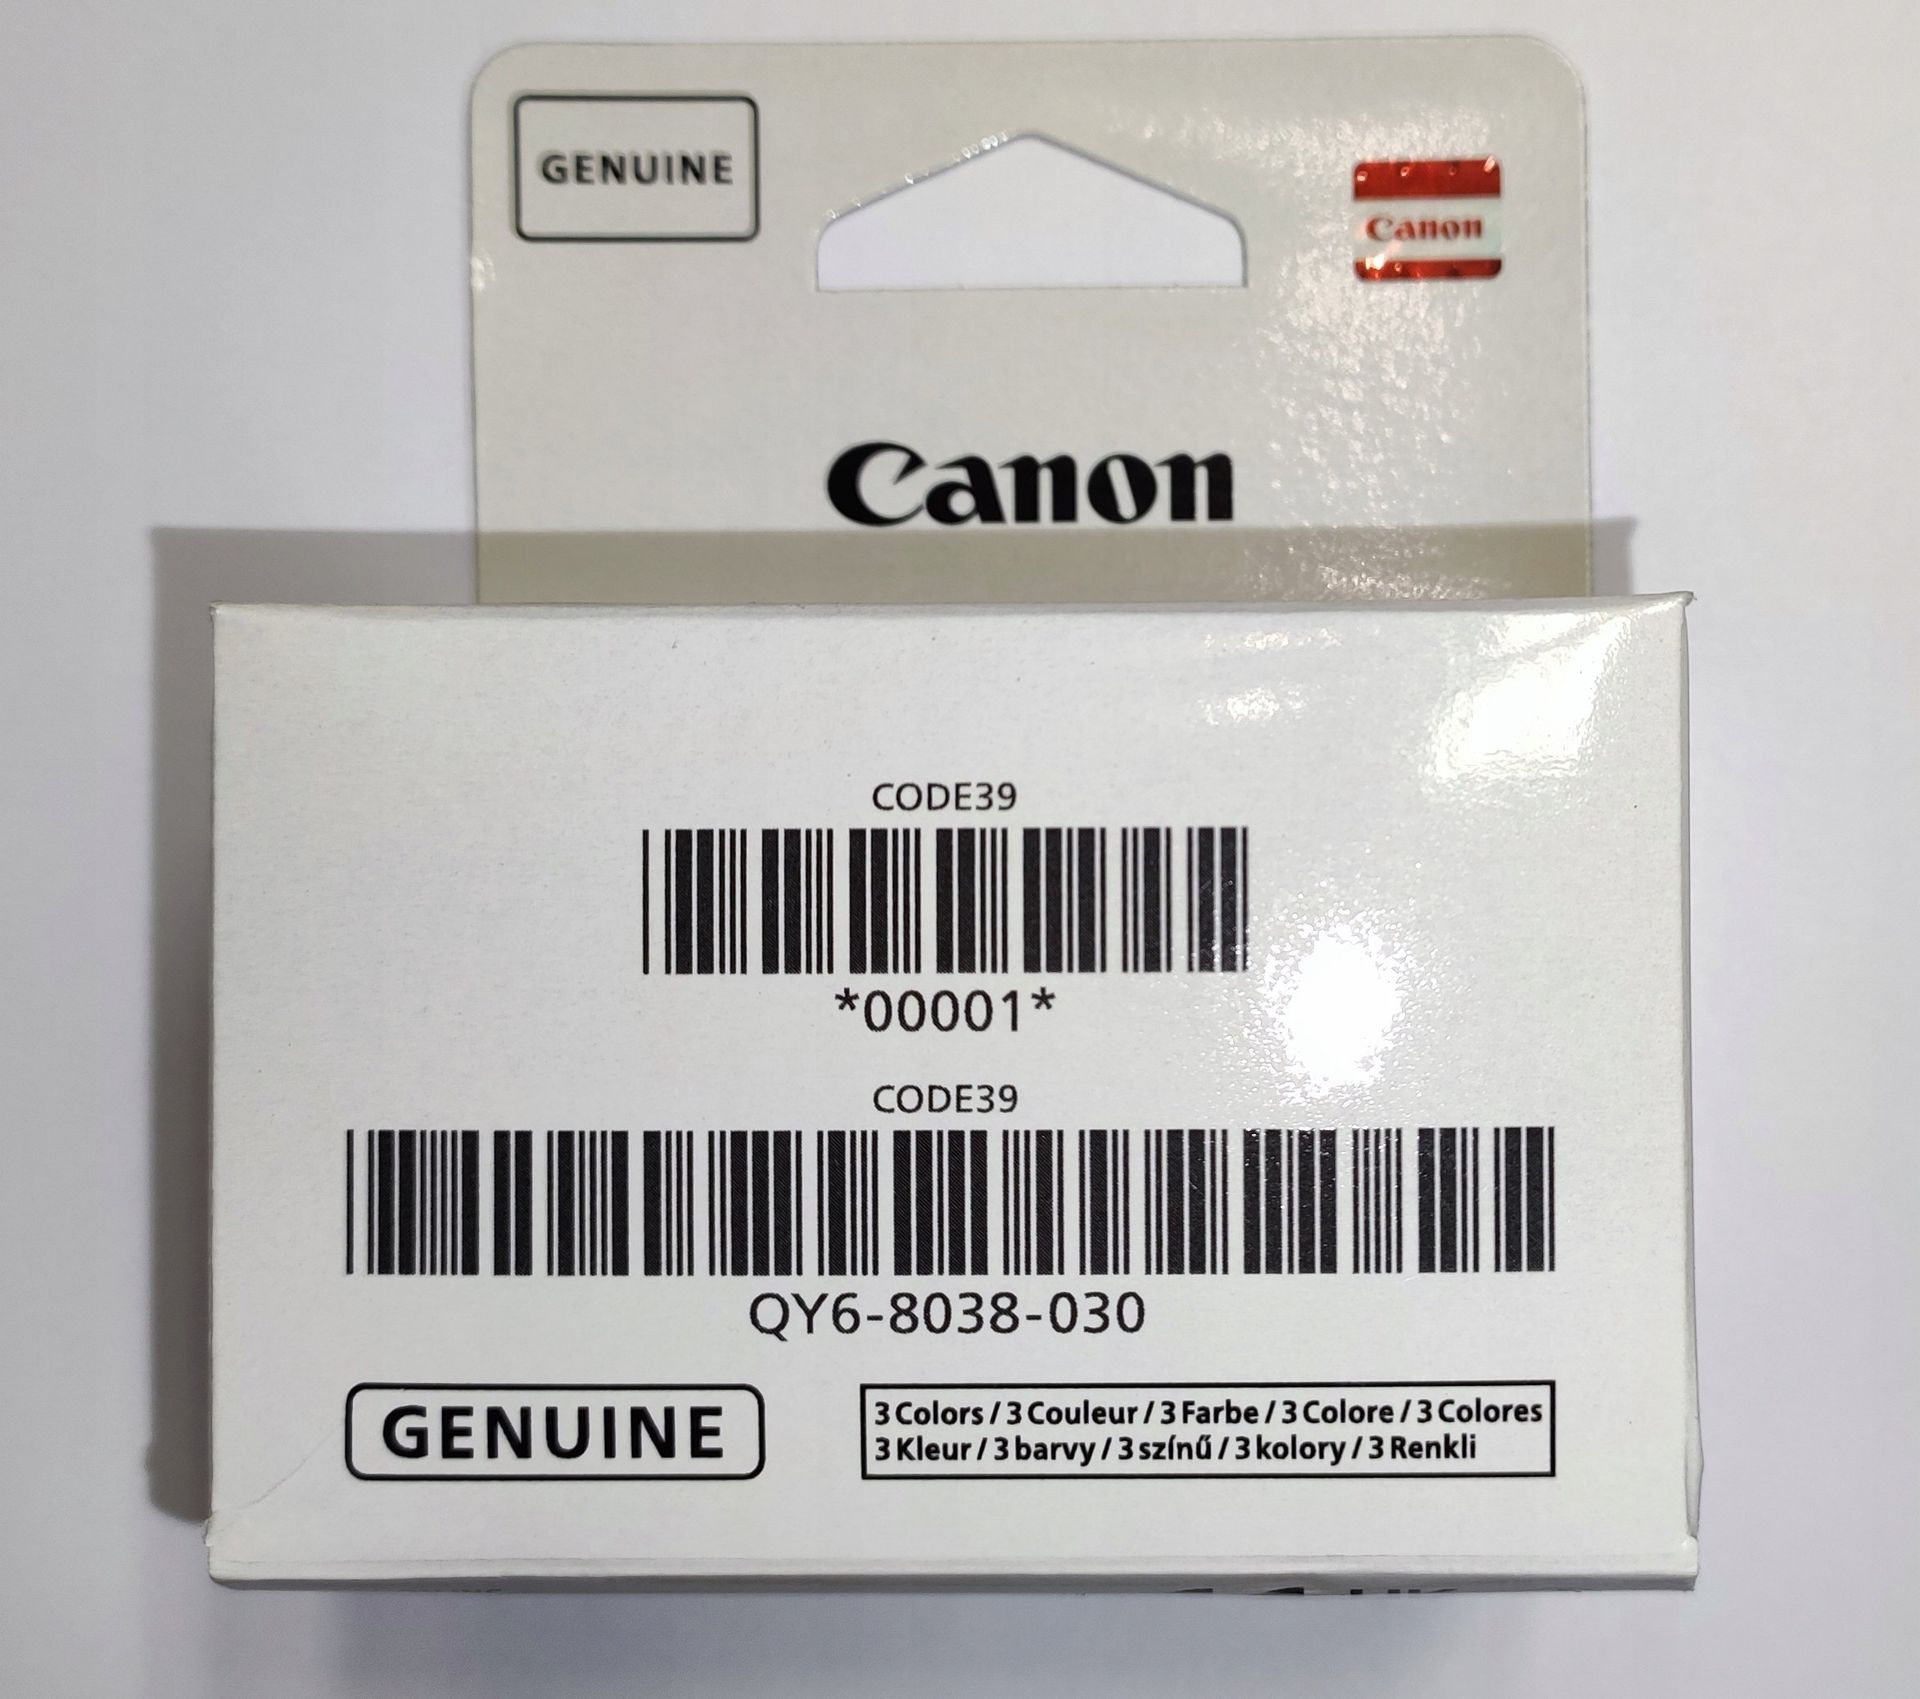 GENUINE
Canon
Canon
CODE39
*00001*
CODE39
QY6-8038-030
GENUINE
3 Colors / 3 Couleur / 3 Farbe / 3 Colore / 3 Colores
3 Kleur / 3 barvy / 3 színű / 3 kolory / 3 Renkli